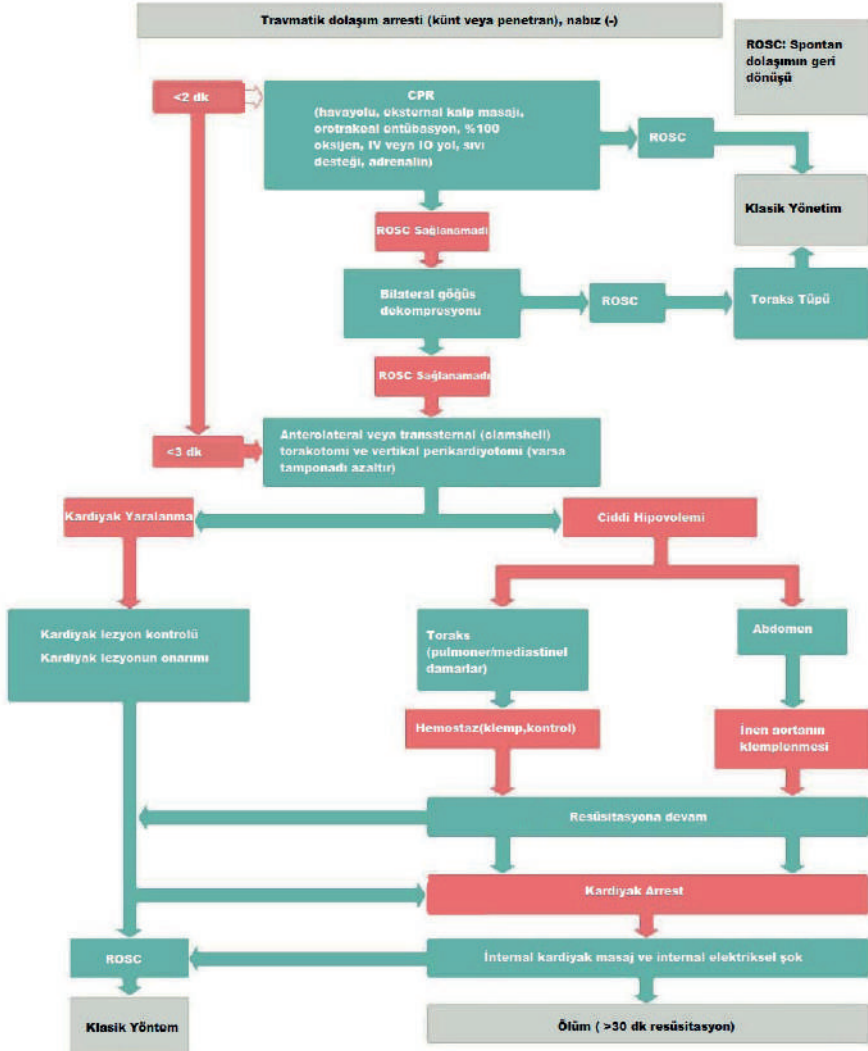 Travmatik dolaşım arresti (künt veya penetran), nabız (-)
ROSC: Spontan
dolaşımın geri
dönüşü
<2 dk
CPR
(havayolu, eksternal kalp masajı,
orotrakeal entübasyon, %100
oksijen, IV veya IO yol, sıvı
desteği, adrenalin)
ROSC
Klasik Yönetim
ROSC Sağlanamadı
Bilateral göğüs
dekompresyonu
ROSC
Toraks Tüpü
ROSC Sağlanamadı
<3 dk
Anterolateral veya transsternal (clamshell)
torakotomi ve vertikal perikardiyotomi (varsa
tamponadı azaltır)
Kardiyak Yaralanma
Ciddi Hipovolemi
Kardiyak lezyon kontrolü
Kardiyak lezyonun onarımı
Toraks
(pulmoner/mediastinel
damarlar)
Abdomen
Hemostaz(klemp,kontrol)
İnen aortanın
klemplenmesi
Resüsitasyona devam
Kardiyak Arrest
ROSC
İnternal kardiyak masaj ve internal elektriksel şok
Klasik Yöntem
Ölüm ( >30 dk resüsitasyon)